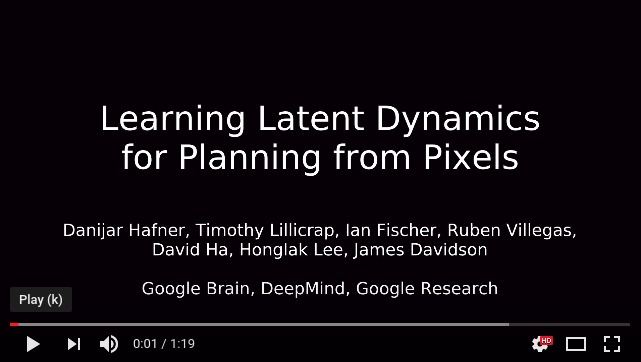 Learning Latent Dynamics
for Planning from Pixels
Danijar Hafner, Timothy Lillicrap, Ian Fischer, Ruben Villegas,
David Ha, Honglak Lee, James Davidson
Google Brain, DeepMind, Google Research
Play (k)
0:01 / 1:19
HD